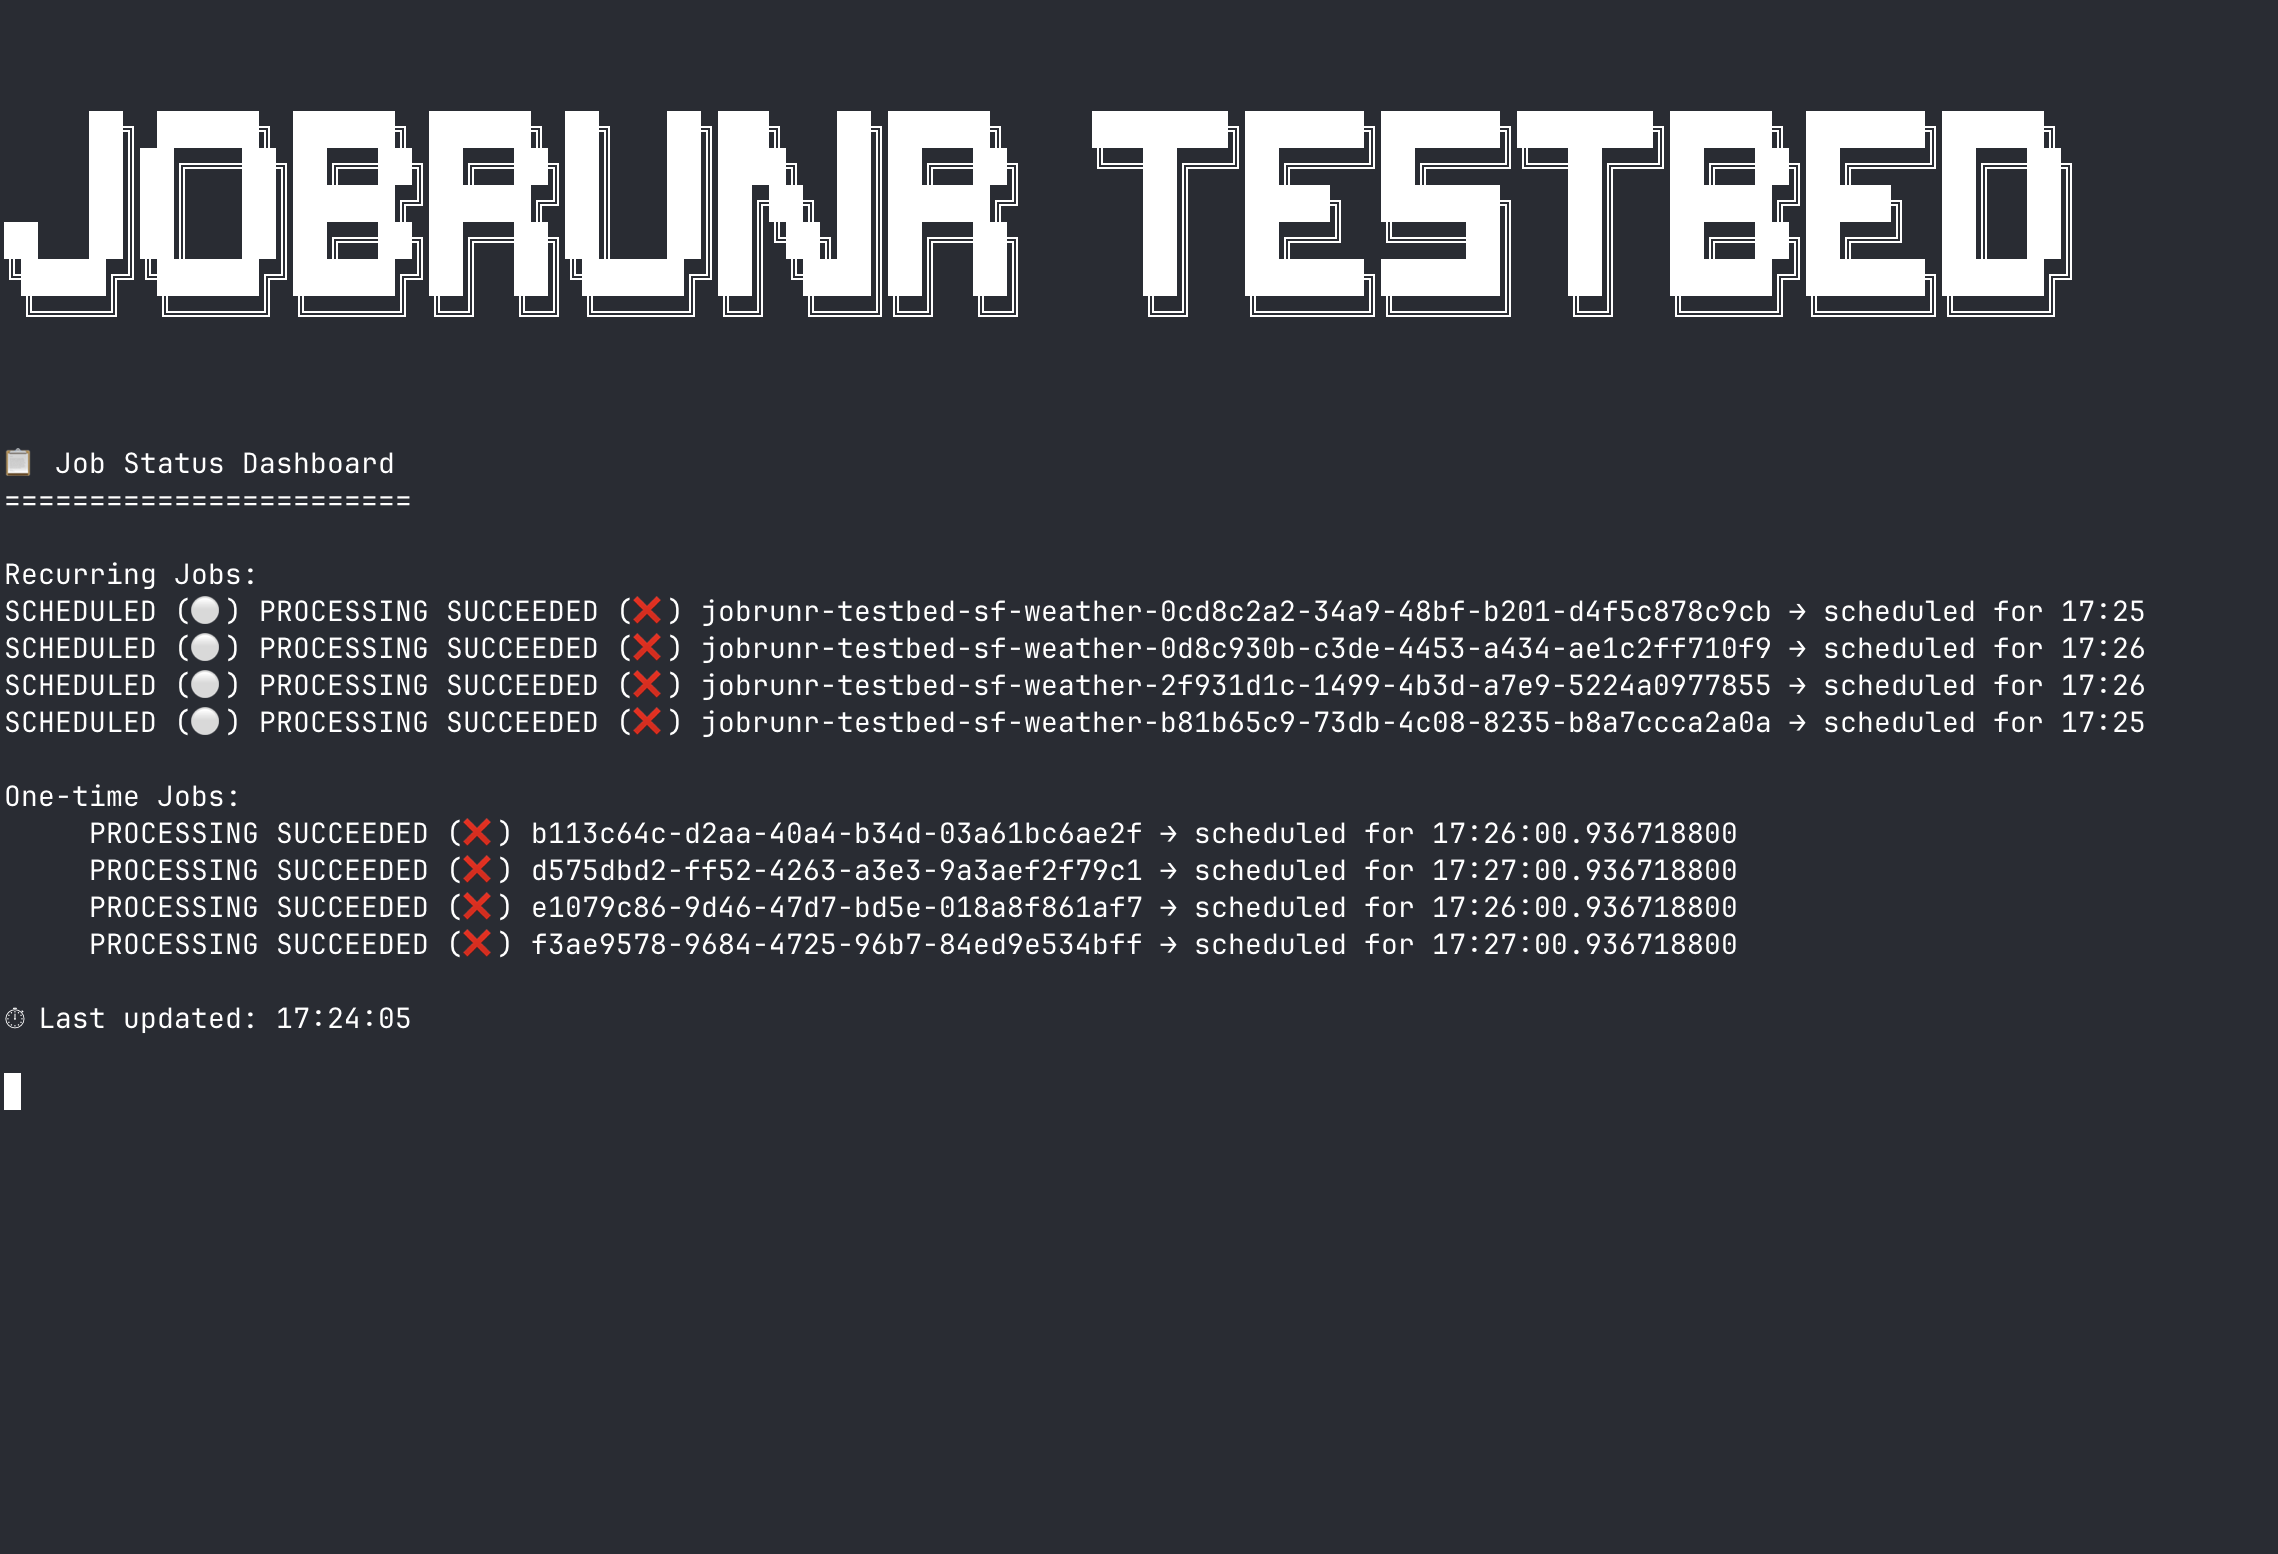 JOBRUNR TESTBED
📋 Job Status Dashboard
========================
Recurring Jobs:
SCHEDULED (⚪) PROCESSING SUCCEEDED (❌) jobrunr-testbed-sf-weather-0cd8c2a2-34a9-48bf-b201-d4f5c878c9cb → scheduled for 17:25
SCHEDULED (⚪) PROCESSING SUCCEEDED (❌) jobrunr-testbed-sf-weather-0d8c930b-c3de-4453-a434-ae1c2ff710f9 → scheduled for 17:26
SCHEDULED (⚪) PROCESSING SUCCEEDED (❌) jobrunr-testbed-sf-weather-2f931d1c-1499-4b3d-a7e9-5224a0977855 → scheduled for 17:26
SCHEDULED (⚪) PROCESSING SUCCEEDED (❌) jobrunr-testbed-sf-weather-b81b65c9-73db-4c08-8235-b8a7ccca2a0a → scheduled for 17:25
One-time Jobs:
PROCESSING SUCCEEDED (❌) b113c64c-d2aa-40a4-b34d-03a61bc6ae2f → scheduled for 17:26:00.936718800
PROCESSING SUCCEEDED (❌) d575dbd2-ff52-4263-a3e3-9a3aef2f79c1 → scheduled for 17:27:00.936718800
PROCESSING SUCCEEDED (❌) e1079c86-9d46-47d7-bd5e-018a8f861af7 → scheduled for 17:26:00.936718800
PROCESSING SUCCEEDED (❌) f3ae9578-9684-4725-96b7-84ed9e534bff → scheduled for 17:27:00.936718800
⏱ Last updated: 17:24:05